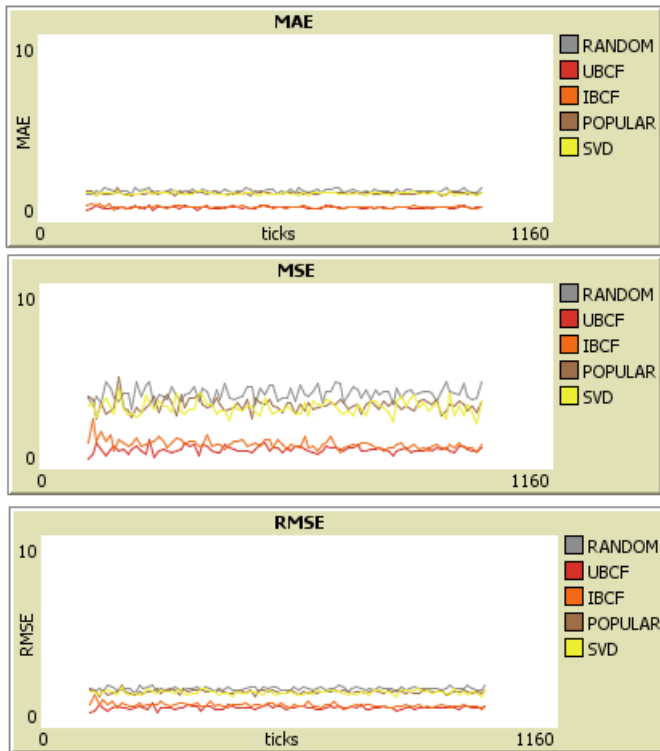 MAE
10
MAE
0
0
ticks
1160
RANDOM
UBCF
IBCF
POPULAR
SVD
MSE
10
0
0
1160
RANDOM
UBCF
IBCF
POPULAR
SVD
RMSE
10
RMSE
0
0
ticks
1160
RANDOM
UBCF
IBCF
POPULAR
SVD